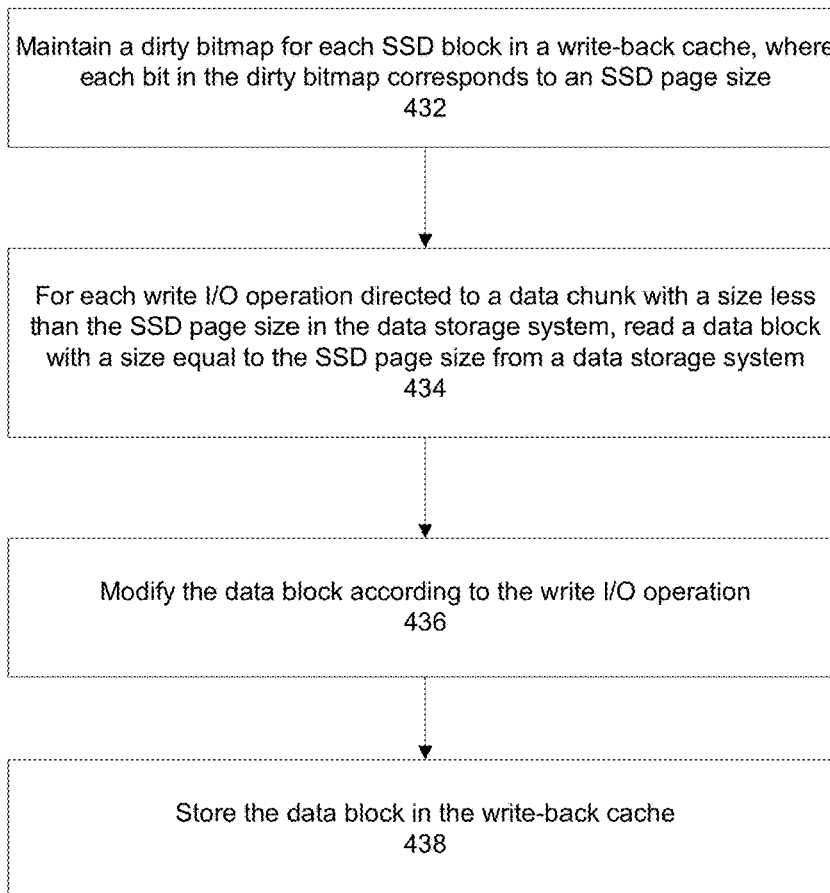 Maintain a dirty bitmap for each SSD block in a write-back cache, where
each bit in the dirty bitmap corresponds to an SSD page size
432
For each write I/O operation directed to a data chunk with a size less
than the SSD page size in the data storage system, read a data block
with a size equal to the SSD page size from a data storage system
434
Modify the data block according to the write I/O operation
436
Store the data block in the write-back cache
438